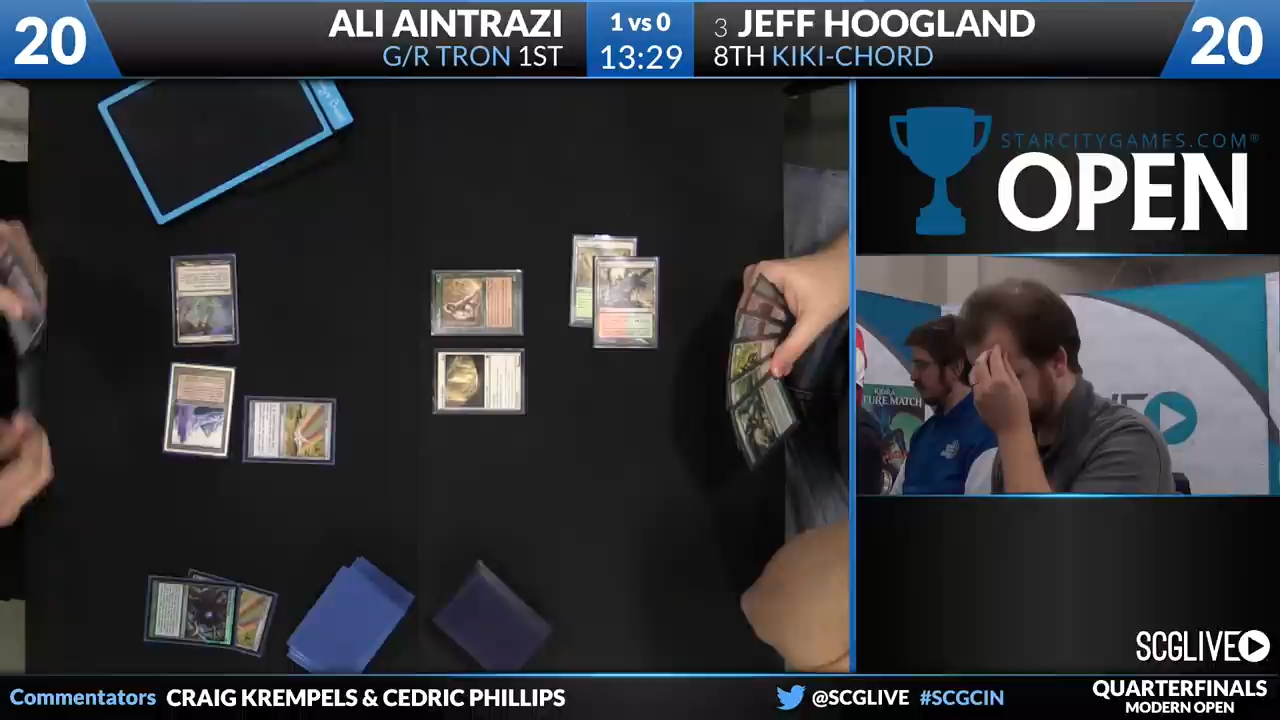 20
ALI AINTRAZI
G/R TRON 1ST
1 vs 0
13:29
3 JEFF HOOGLAND
8TH KIKI-CHORD
20
STARCITYGAMES.COM®
OPEN
SCGLIVE
QUARTERFINALS
MODERN OPEN
Commentators CRAIG KREMPELS & CEDRIC PHILLIPS
@SCGLIVE #SCGCIN